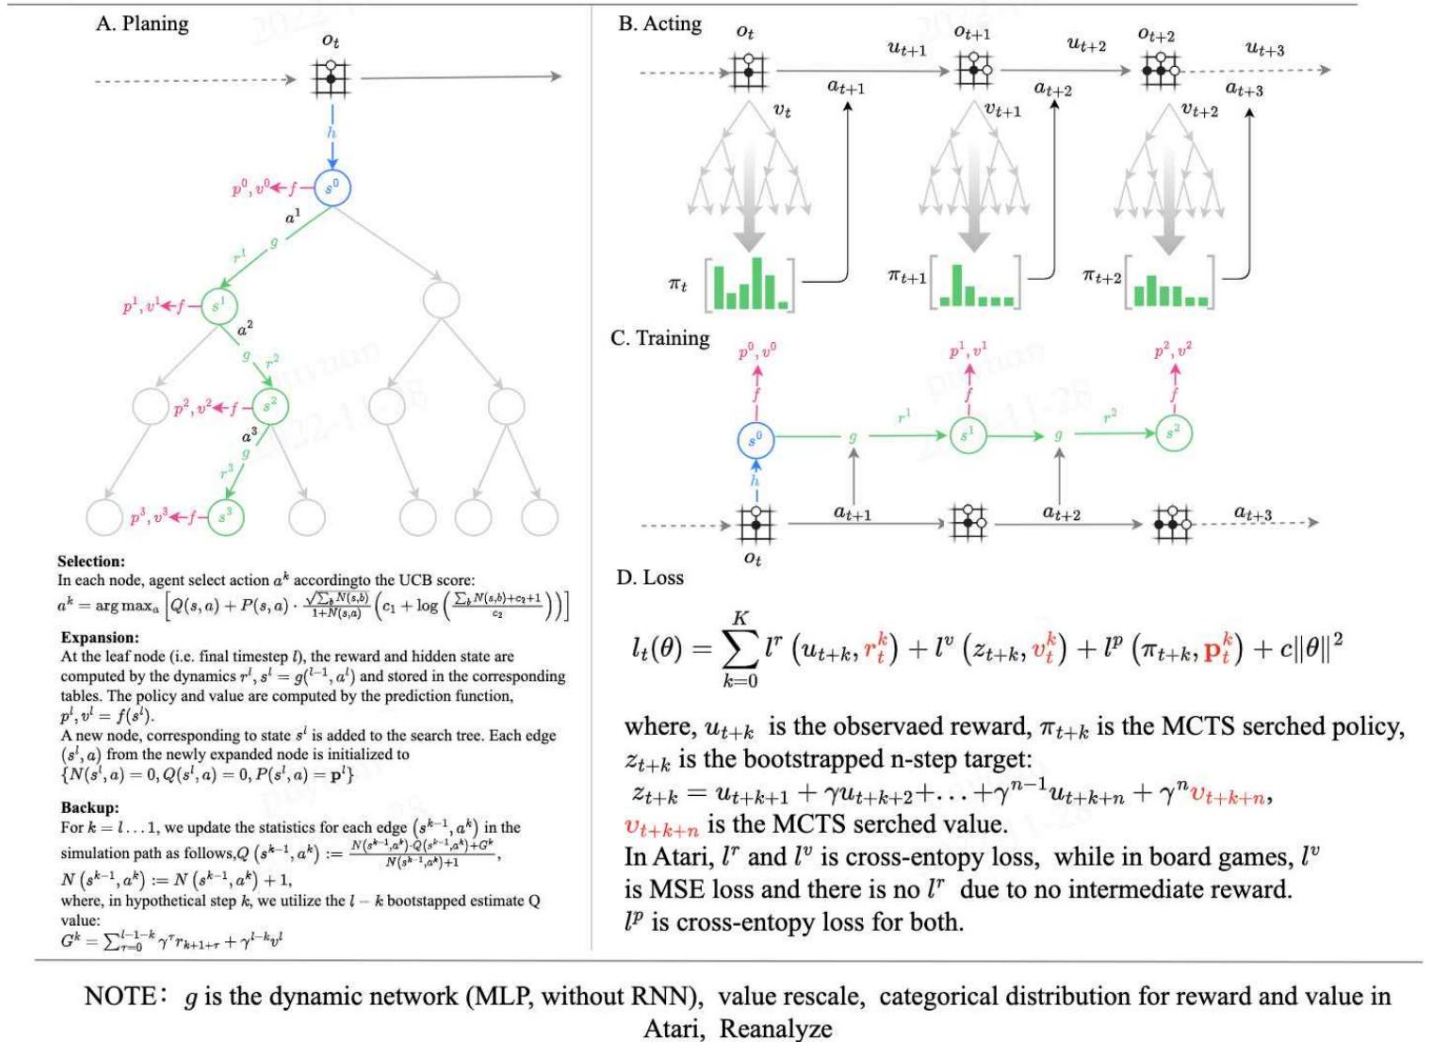 A. Planing
o_t
h
p^0, v^0 ← f — s^0
a^1
g
r^1
p^1, v^1 ← f — s^1
a^2
g r^2
p^2, v^2 ← f — s^2
a^3
g
r^3
p^3, v^3 ← f — s^3
Selection:
In each node, agent select action a^k accordingto the UCB score:
a^k = arg max_a [Q(s, a) + P(s, a) · \frac{\sqrt{∑_b N(s,b)}}{1+N(s,a)} (c_1 + log (\frac{∑_b N(s,b)+c_2+1}{c_2}))]
Expansion:
At the leaf node (i.e. final timestep l), the reward and hidden state are
computed by the dynamics r^l, s^l = g(^{l-1}, a^l) and stored in the corresponding
tables. The policy and value are computed by the prediction function,
p^l, v^l = f(s^l).
A new node, corresponding to state s^l is added to the search tree. Each edge
(s^l, a) from the newly expanded node is initialized to
{N(s^l, a) = 0, Q(s^l, a) = 0, P(s^l, a) = p^l}
Backup:
For k = l . . . 1, we update the statistics for each edge (s^{k-1}, a^k) in the
simulation path as follows,Q (s^{k-1}, a^k) := \frac{N(s^{k-1},a^k)·Q(s^{k-1},a^k)+G^k}{N(s^{k-1},a^k)+1},
N (s^{k-1}, a^k) := N (s^{k-1}, a^k) + 1,
where, in hypothetical step k, we utilize the l − k bootstapped estimate Q
value:
G^k = ∑_{τ=0}^{l-1-k} γ^τ r_{k+1+τ} + γ^{l-k} v^l
B. Acting
o_t o_{t+1} o_{t+2}
u_{t+1} u_{t+2} u_{t+3}
a_{t+1} a_{t+2} a_{t+3}
v_t v_{t+1} v_{t+2}
π_t π_{t+1} π_{t+2}
C. Training
p^0, v^0 p^1, v^1 p^2, v^2
f f f
r^1 r^2
s^0 g s^1 g s^2
h
a_{t+1} a_{t+2} a_{t+3}
o_t
D. Loss
l_t(θ) = ∑_{k=0}^{K} l^r (u_{t+k}, r_t^k) + l^v (z_{t+k}, v_t^k) + l^p (π_{t+k}, p_t^k) + c||θ||^2
where, u_{t+k} is the observaed reward, π_{t+k} is the MCTS serched policy,
z_{t+k} is the bootstrapped n-step target:
z_{t+k} = u_{t+k+1} + γu_{t+k+2}+. . . +γ^{n-1}u_{t+k+n} + γ^n v_{t+k+n},
v_{t+k+n} is the MCTS serched value.
In Atari, l^r and l^v is cross-entopy loss, while in board games, l^v
is MSE loss and there is no l^r due to no intermediate reward.
l^p is cross-entopy loss for both.
NOTE: g is the dynamic network (MLP, without RNN), value rescale, categorical distribution for reward and value in
Atari, Reanalyze